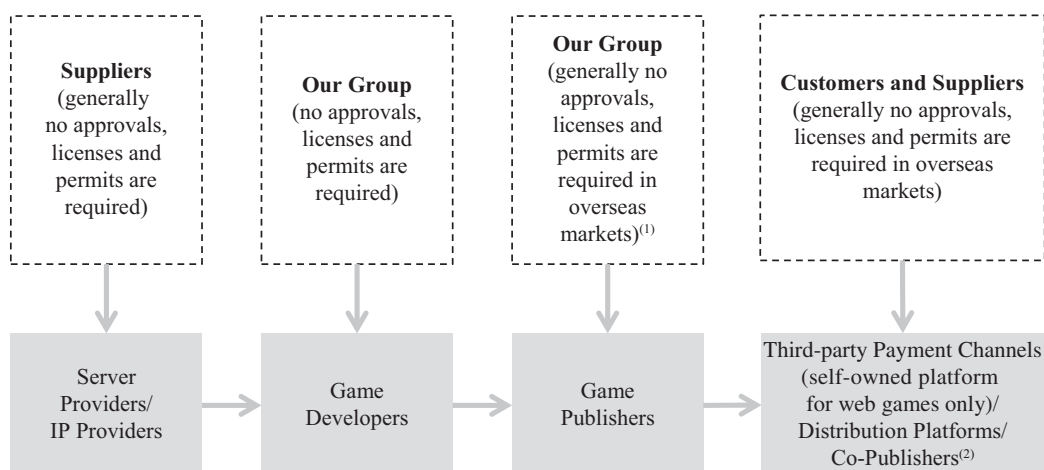 Suppliers
(generally
no approvals,
licenses and
permits are
required)
Our Group
(no approvals,
licenses and
permits are
required)
Our Group
(generally no
approvals,
licenses and
permits are
required in
overseas
markets)(1)
Customers and Suppliers
(generally no approvals,
licenses and permits are
required in overseas
markets)
Server
Providers/
IP Providers
Game
Developers
Game
Publishers
Third-party Payment Channels
(self-owned platform
for web games only)/
Distribution Platforms/
Co-Publishers(2)